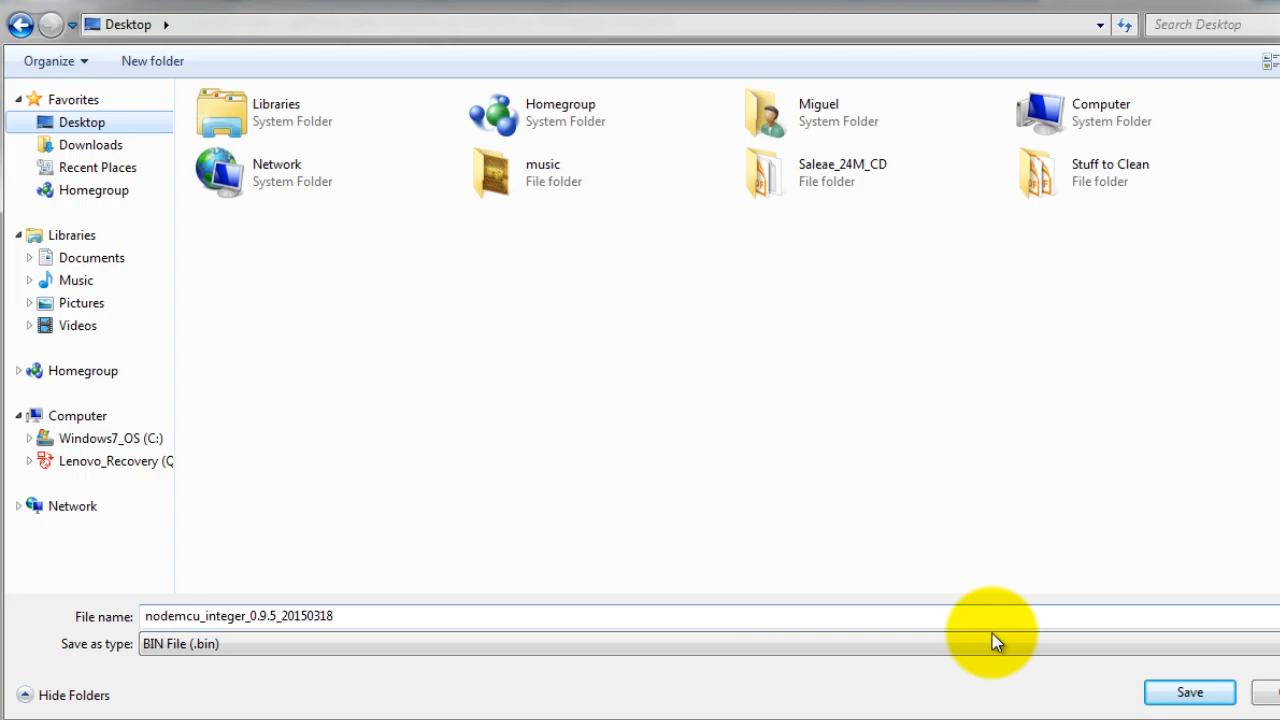 Desktop
Search Desktop
Organize
New folder
Favorites
Desktop
Downloads
Recent Places
Homegroup
Libraries
Documents
Music
Pictures
Videos
Homegroup
Computer
Windows7_OS (C:)
Lenovo_Recovery (Q
Network
Libraries
System Folder
Homegroup
System Folder
Miguel
System Folder
Computer
System Folder
Network
System Folder
music
File folder
Saleae_24M_CD
File folder
Stuff to Clean
File folder
File name: nodemcu_integer_0.9.5_20150318
Save as type: BIN File (.bin)
Hide Folders
Save